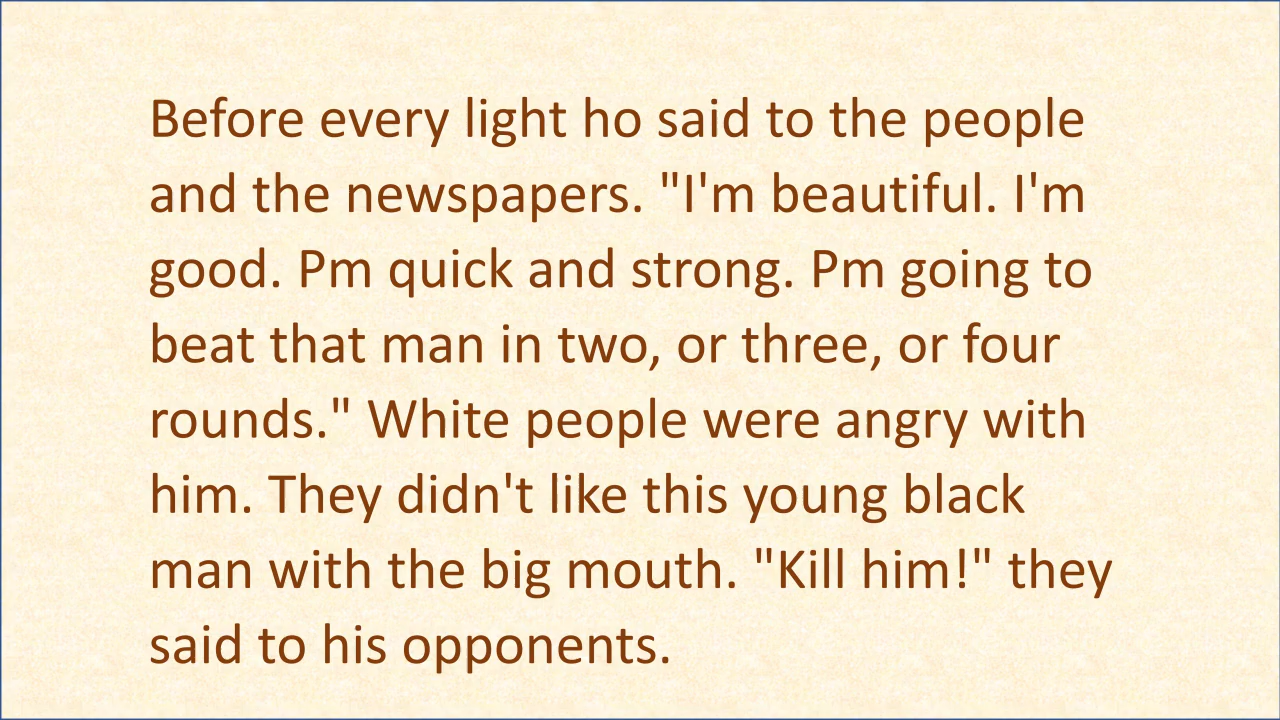 Before every light ho said to the people
and the newspapers. "I'm beautiful. I'm
good. Pm quick and strong. Pm going to
beat that man in two, or three, or four
rounds." White people were angry with
him. They didn't like this young black
man with the big mouth. "Kill him!" they
said to his opponents.